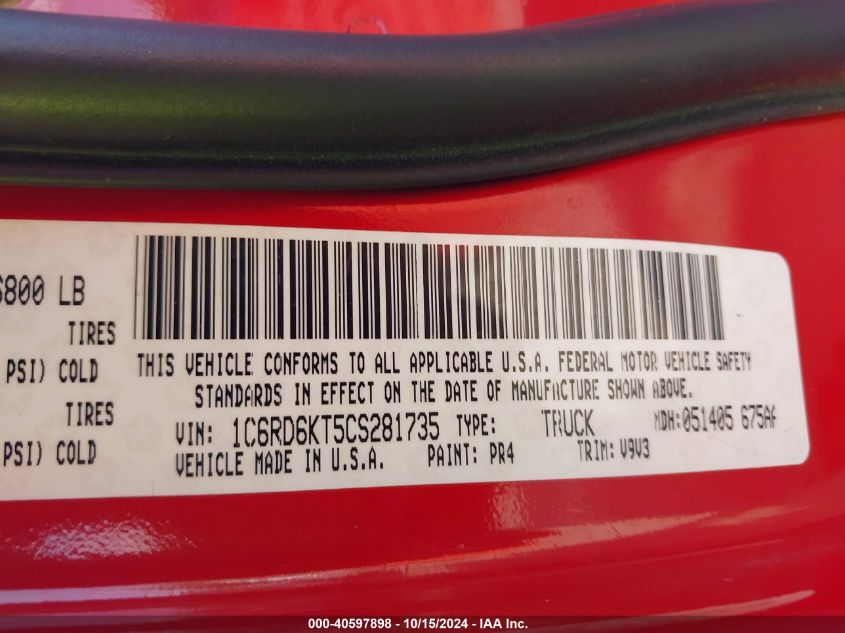 6800 LB
TIRES
PSI) COLD
TIRES
PSI) COLD
THIS VEHICLE CONFORMS TO ALL APPLICABLE U.S.A. FEDERAL MOTOR VEHICLE SAFETY
STANDARDS IN EFFECT ON THE DATE OF MANUFACTURE SHOWN ABOVE.
VIN: 1C6RD6KT5CS281735 TYPE: TRUCK MDH:051405 675AA
VEHICLE MADE IN U.S.A. PAINT: PR4 TRIM: V9V3
000-40597898 - 10/15/2024 - IAA Inc.